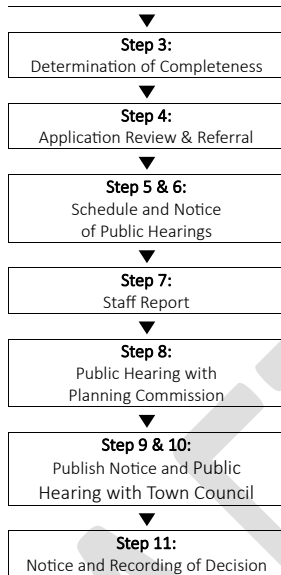 Step 3:
Determination of Completeness
Step 4:
Application Review & Referral
Step 5 & 6:
Schedule and Notice
of Public Hearings
Step 7:
Staff Report
Step 8:
Public Hearing with
Planning Commission
Step 9 & 10:
Publish Notice and Public
Hearing with Town Council
Step 11:
Notice and Recording of Decision